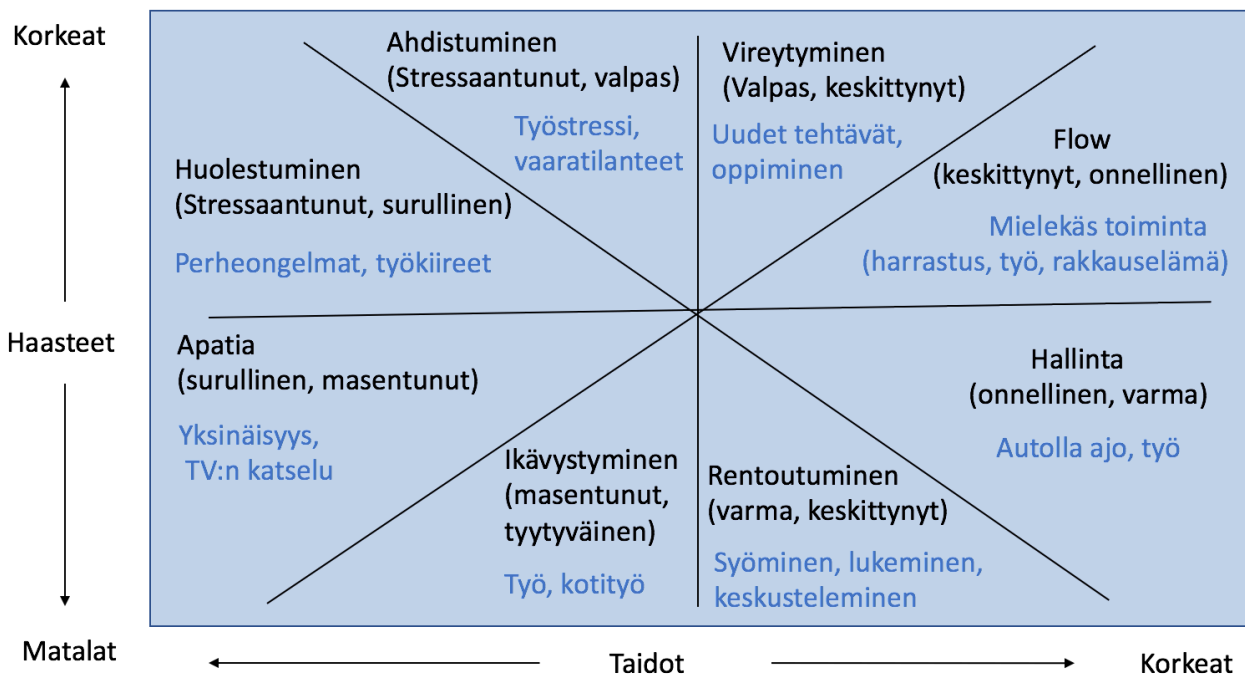 Korkeat
Ahdistuminen
(Stressaantunut, valpas)
Työstressi,
vaaratilanteet
Vireytyminen
(Valpas, keskittynyt)
Uudet tehtävät,
oppiminen
Huolestuminen
(Stressaantunut, surullinen)
Perheongelmat, työkiireet
Flow
(keskittynyt, onnellinen)
Mielekäs toiminta
(harrastus, työ, rakkauselämä)
Haasteet
Apatia
(surullinen, masentunut)
Yksinäisyys,
TV:n katselu
Ikävystyminen
(masentunut,
tyytyväinen)
Työ, kotityö
Rentoutuminen
(varma, keskittynyt)
Syöminen, lukeminen,
keskusteleminen
Hallinta
(onnellinen, varma)
Autolla ajo, työ
Matalat
Taidot
Korkeat